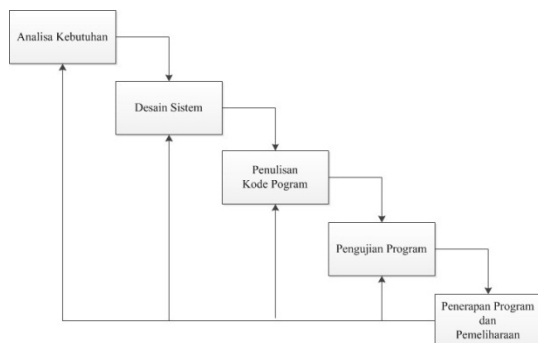 Analisa Kebutuhan
Desain Sistem
Penulisan
Kode Pogram
Pengujian Program
Penerapan Program
dan
Pemeliharaan